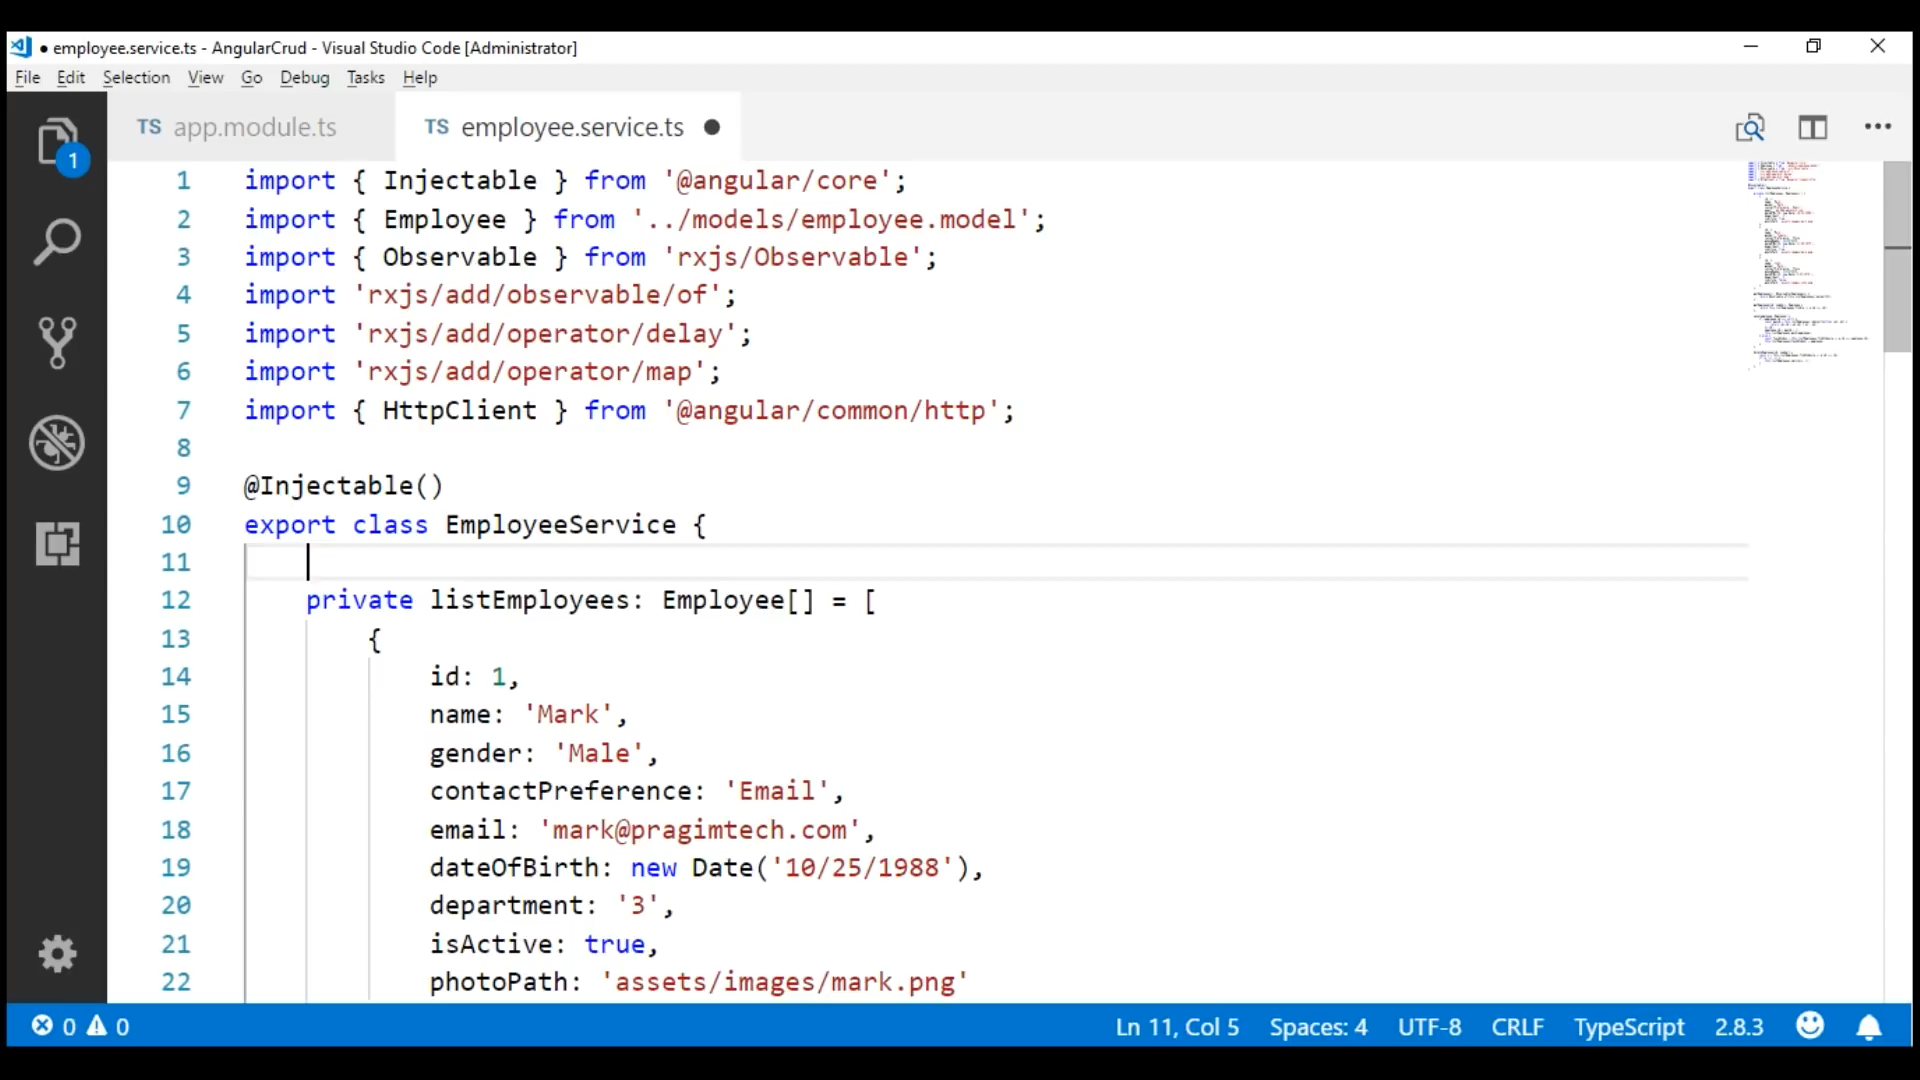 ● employee.service.ts - AngularCrud - Visual Studio Code [Administrator]
File Edit Selection View Go Debug Tasks Help
1
TS app.module.ts
TS employee.service.ts ●
1 import { Injectable } from '@angular/core';
2 import { Employee } from '../models/employee.model';
3 import { Observable } from 'rxjs/Observable';
4 import 'rxjs/add/observable/of';
5 import 'rxjs/add/operator/delay';
6 import 'rxjs/add/operator/map';
7 import { HttpClient } from '@angular/common/http';
8
9 @Injectable()
10 export class EmployeeService {
11
12 private listEmployees: Employee[] = [
13 {
14 id: 1,
15 name: 'Mark',
16 gender: 'Male',
17 contactPreference: 'Email',
18 email: 'mark@pragimtech.com',
19 dateOfBirth: new Date('10/25/1988'),
20 department: '3',
21 isActive: true,
22 photoPath: 'assets/images/mark.png'
0 0 Ln 11, Col 5 Spaces: 4 UTF-8 CRLF TypeScript 2.8.3